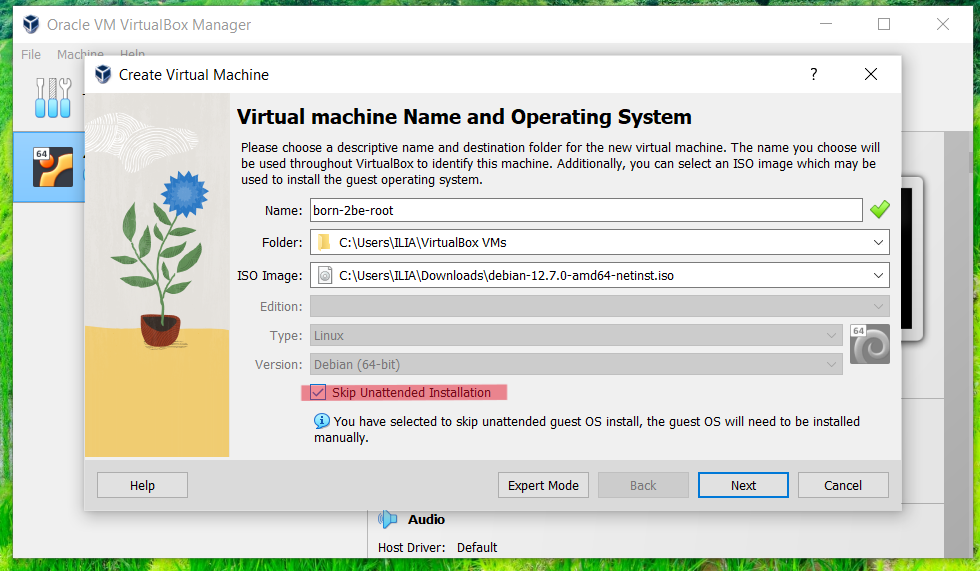 Oracle VM VirtualBox Manager
File Machine Help
Create Virtual Machine
?
64
Virtual machine Name and Operating System
Please choose a descriptive name and destination folder for the new virtual machine. The name you choose will
be used throughout VirtualBox to identify this machine. Additionally, you can select an ISO image which may be
used to install the guest operating system.
Name: born-2be-root
Folder: C:\Users\ILIA\VirtualBox VMs
ISO Image: C:\Users\ILIA\Downloads\debian-12.7.0-amd64-netinst.iso
Edition:
Type: Linux
64
Version: Debian (64-bit)
Skip Unattended Installation
You have selected to skip unattended guest OS install, the guest OS will need to be installed
manually.
Help Expert Mode Back Next Cancel
Audio
Host Driver: Default